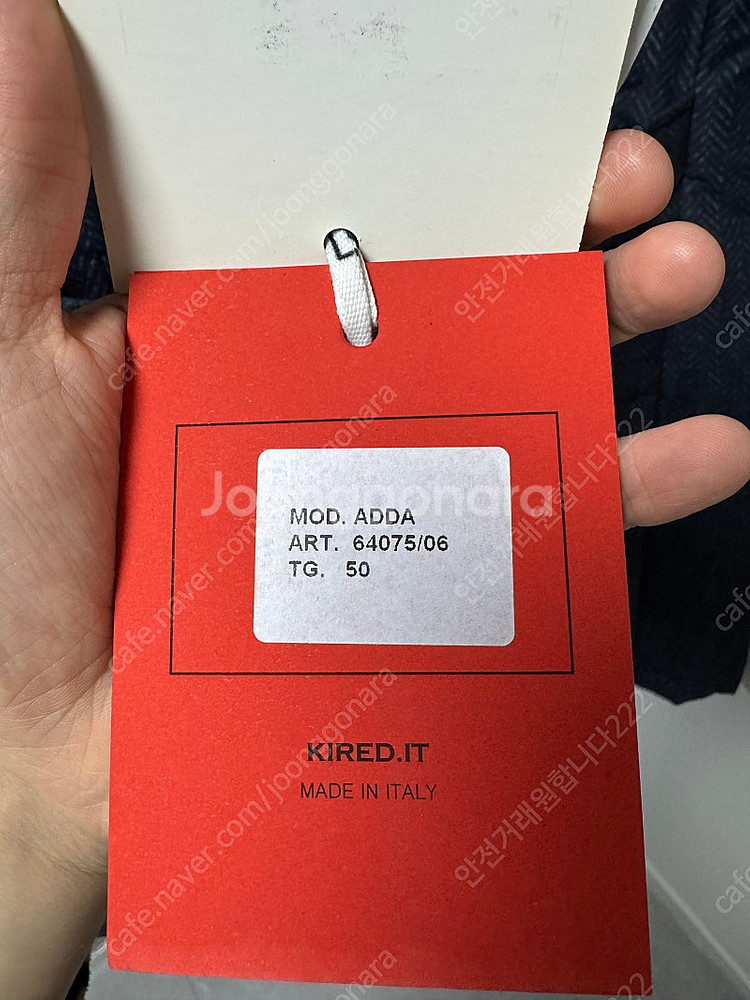 MOD. ADDA
ART. 64075/06
TG. 50
KIRED.IT
MADE IN ITALY
Joonggonara
cafe.naver.com/joonggonara
안전거래원합니다222